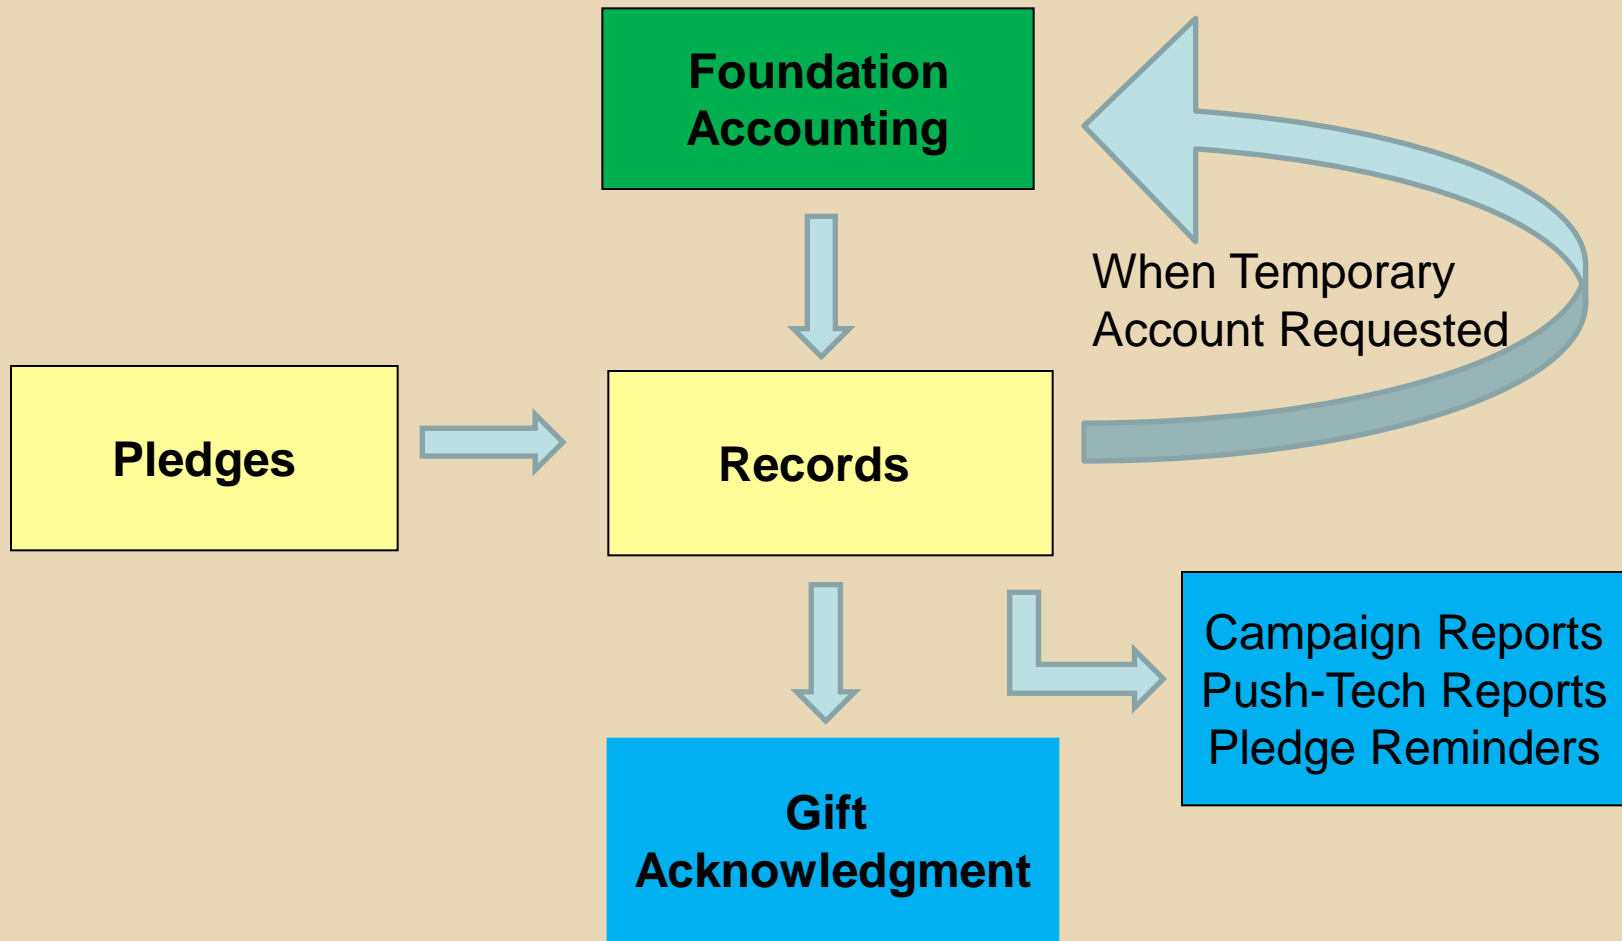 Foundation
Accounting
When Temporary
Account Requested
Pledges
Records
Campaign Reports
Push-Tech Reports
Pledge Reminders
Gift
Acknowledgment